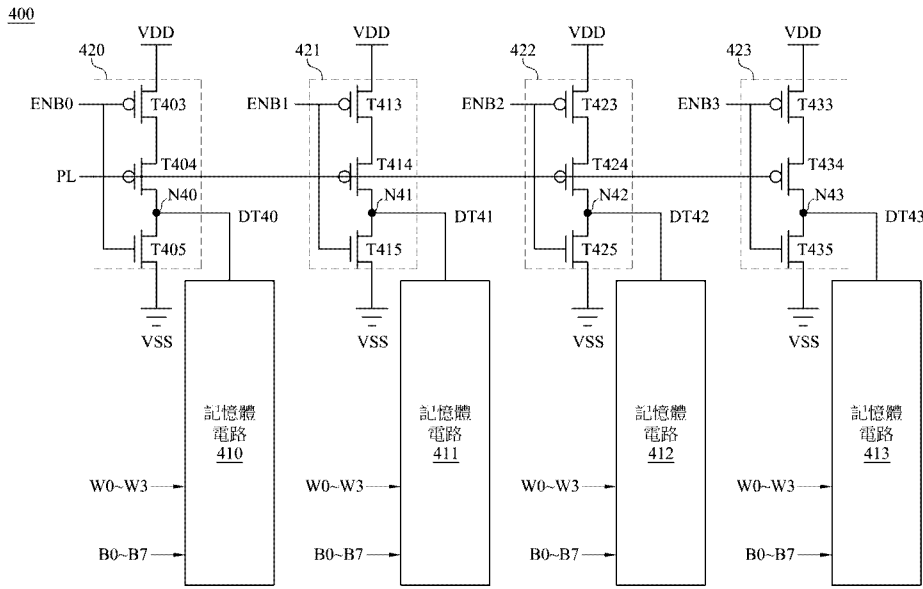 400
VDD
VDD
VDD
VDD
420
421
422
423
ENB0
T403
ENB1
T413
ENB2
T423
ENB3
T433
PL
T404
T414
T424
T434
N40
DT40
N41
DT41
N42
DT42
N43
DT43
T405
T415
T425
T435
VSS
VSS
VSS
VSS
記憶體
電路
410
記憶體
電路
411
記憶體
電路
412
記憶體
電路
413
W0~W3
W0~W3
W0~W3
W0~W3
B0~B7
B0~B7
B0~B7
B0~B7